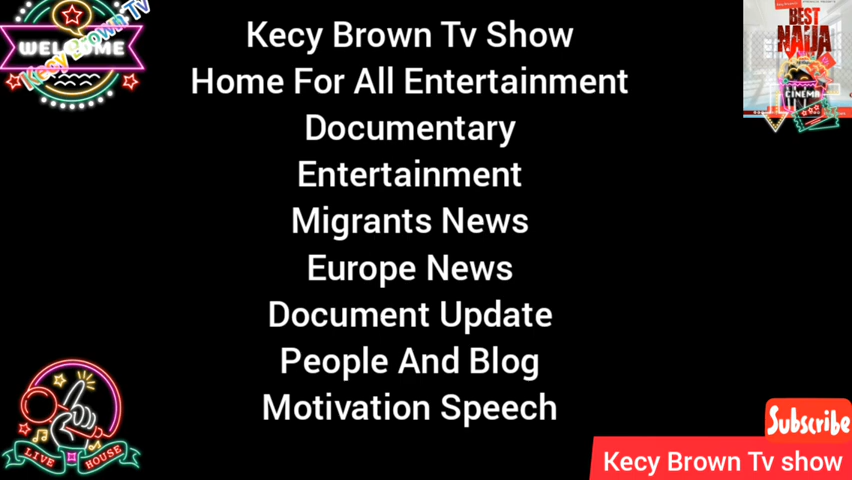 WELCOME
Kecy Brown Tv
Kecy Brown Tv Show
Home For All Entertainment
Documentary
Entertainment
Migrants News
Europe News
Document Update
People And Blog
Motivation Speech
BEST
NAIJA
CINEMA
LIVE HOUSE
Subscribe
Kecy Brown Tv show